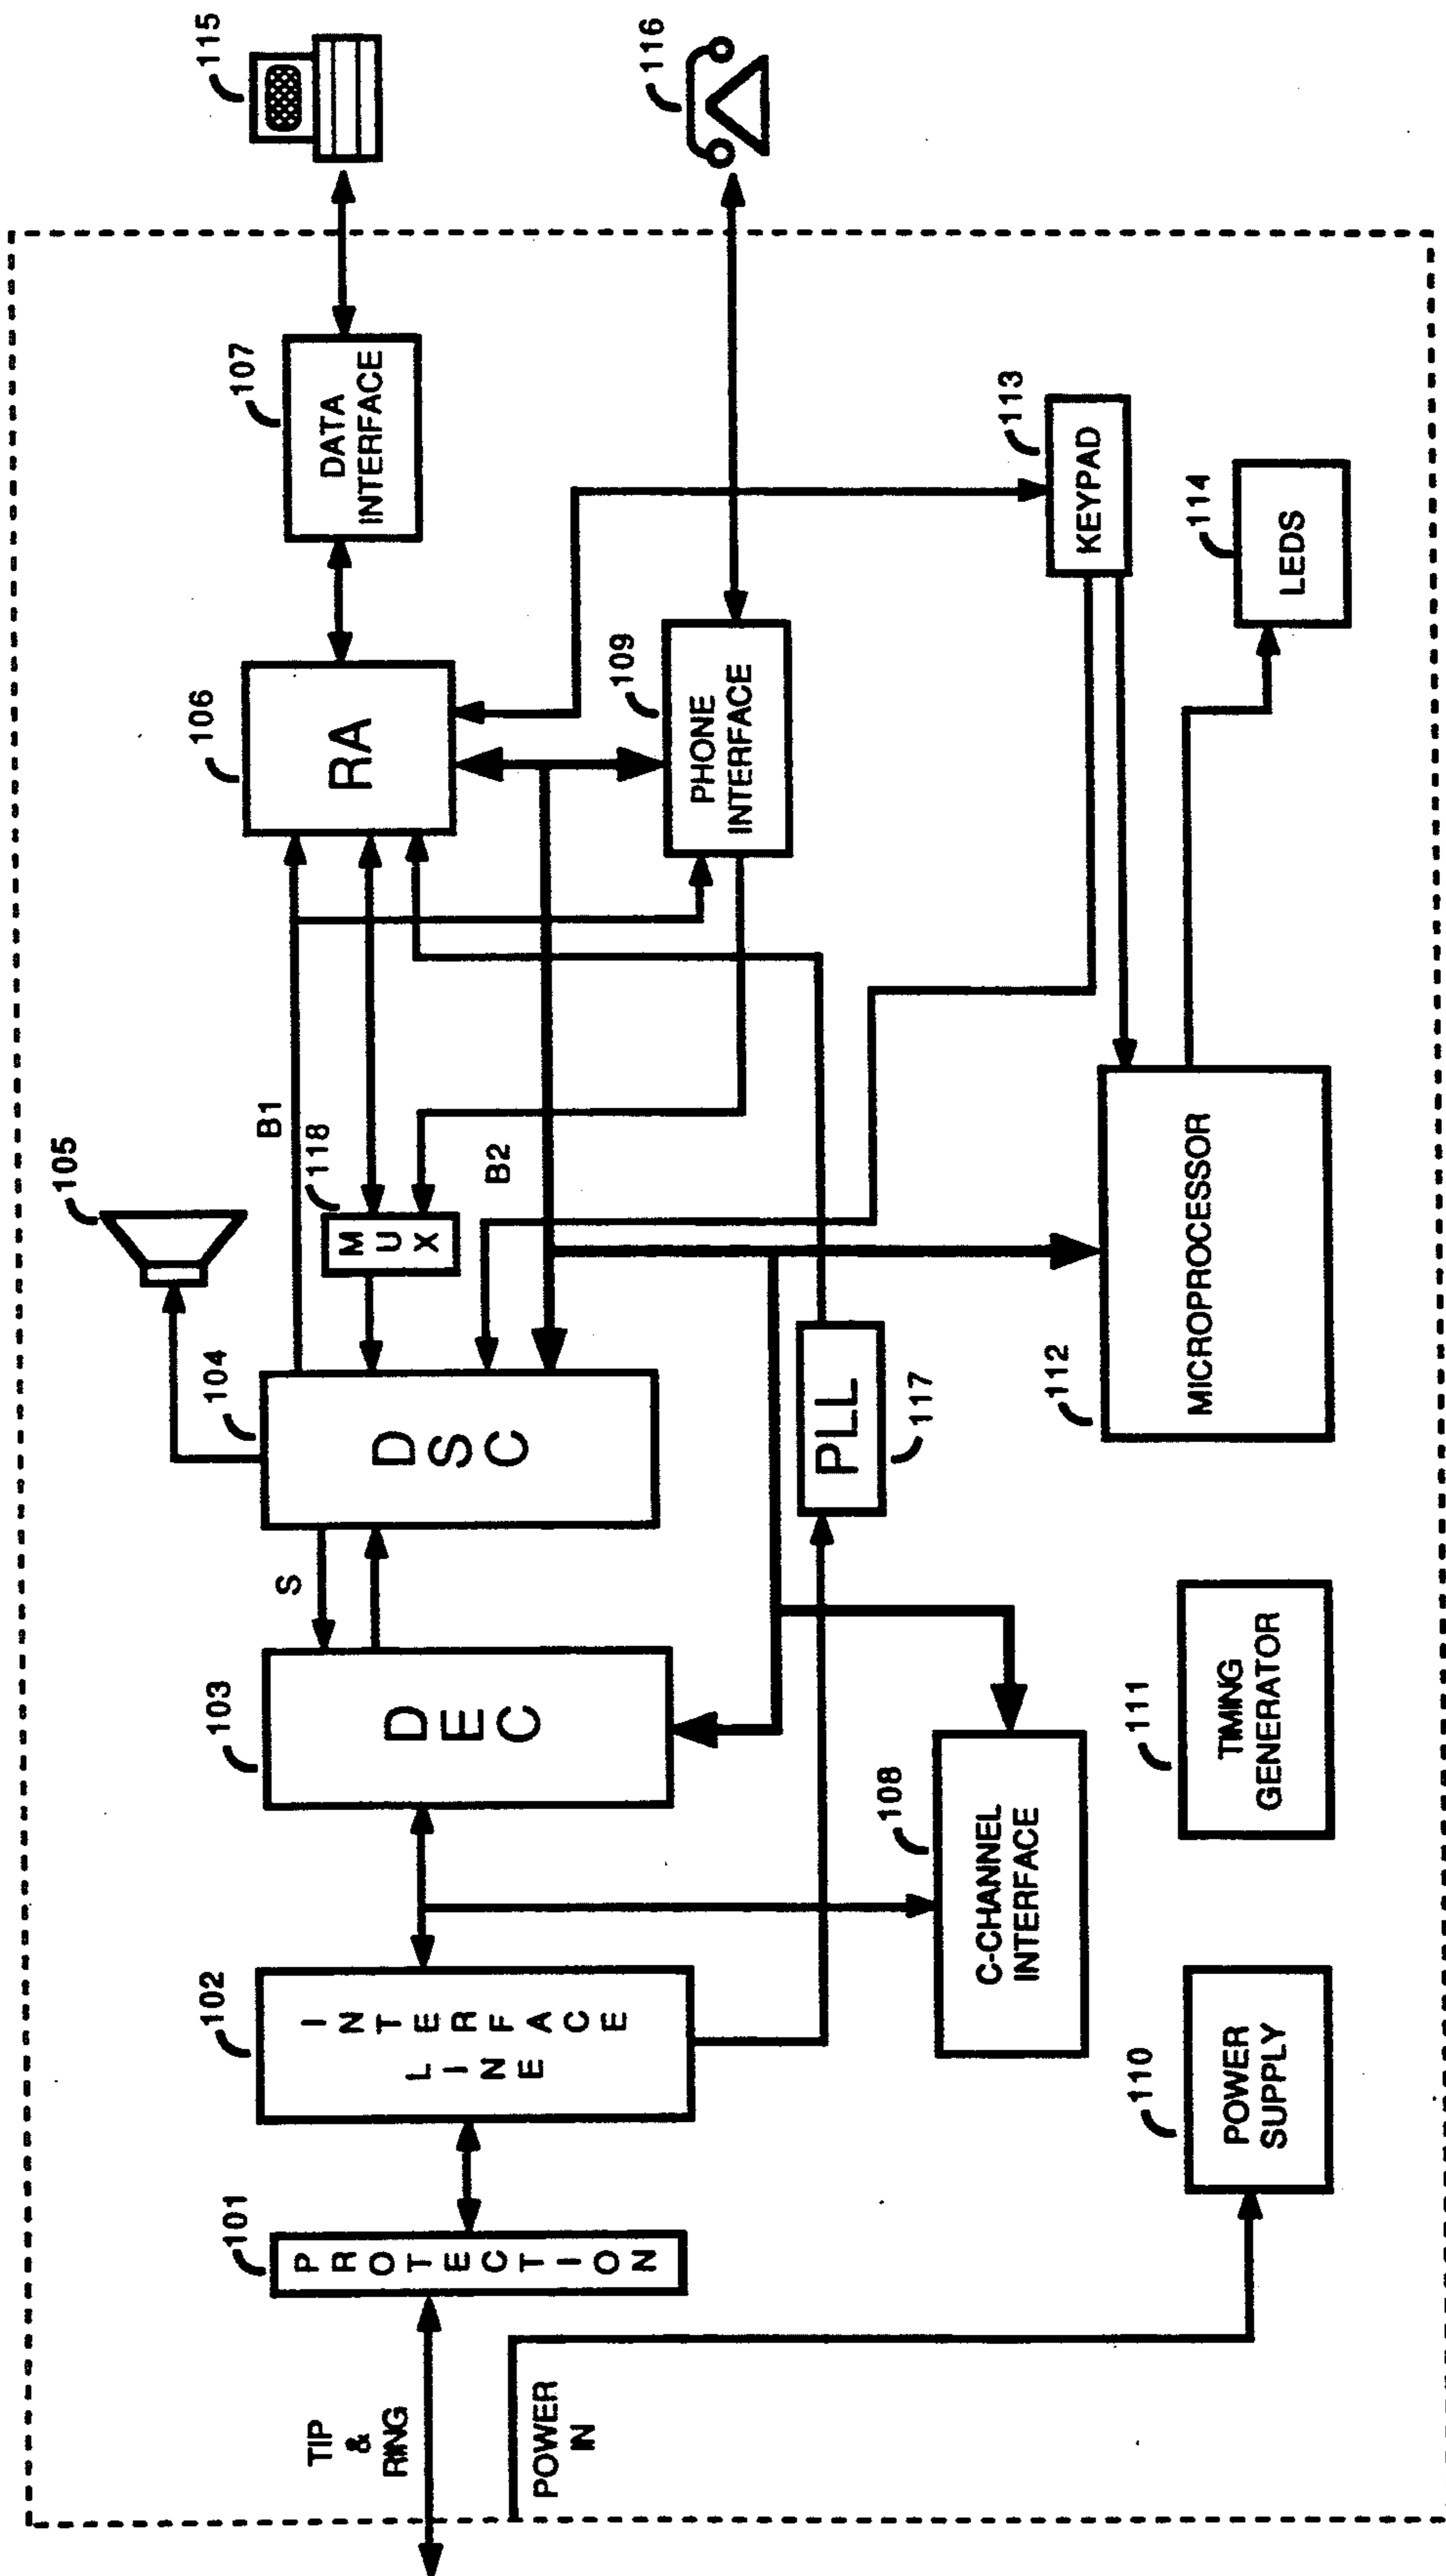 TIP
&
RING
POWER
IN
101
PROTECTION
102
LINE
INTERFACE
103
DEC
S
104
DSC
105
B1
118
MUX
B2
106
RA
107
DATA
INTERFACE
115
109
PHONE
INTERFACE
116
108
C-CHANNEL
INTERFACE
PLL
117
113
KEYPAD
110
POWER
SUPPLY
111
TIMING
GENERATOR
112
MICROPROCESSOR
114
LEDS